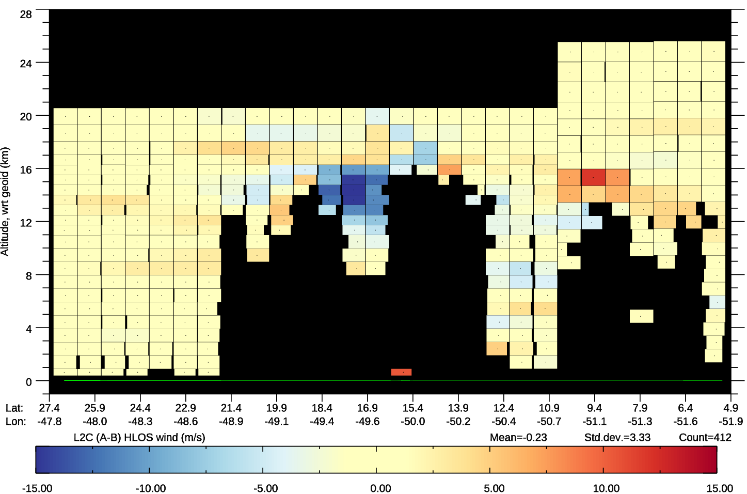 28
24
20
16
12
8
4
0
Altitude, wrt geoid (km)
Lat: 27.4 25.9 24.3 22.9 21.4 19.9 18.4 16.9 15.4 13.9 12.4 10.9 9.4 7.9 6.4 4.9
Lon: -47.8 -48.0 -48.3 -48.6 -48.9 -49.1 -49.4 -49.6 -50.0 -50.2 -50.4 -50.7 -51.1 -51.3 -51.6 -51.9
L2C (A-B) HLOS wind (m/s) Mean=-0.23 Std.dev.=3.33 Count=412
-15.00 -10.00 -5.00 0.00 5.00 10.00 15.00